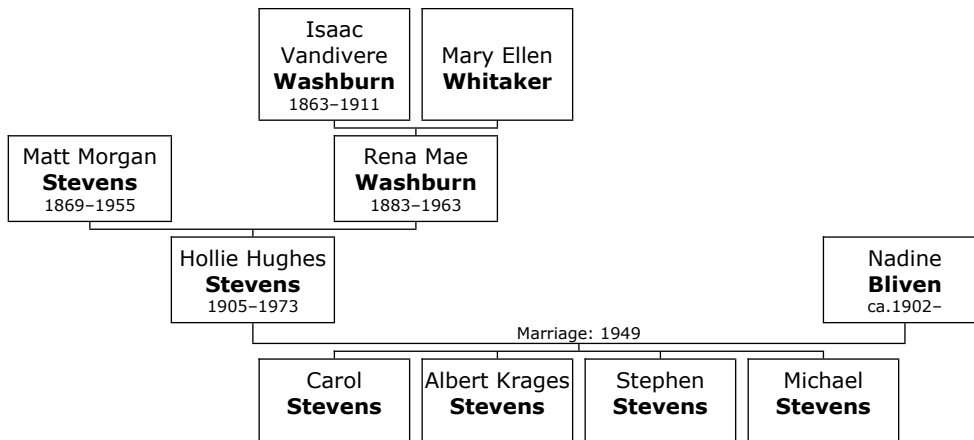 Isaac
Vandivere
Washburn
1863–1911
Mary Ellen
Whitaker
Matt Morgan
Stevens
1869–1955
Rena Mae
Washburn
1883–1963
Hollie Hughes
Stevens
1905–1973
Nadine
Bliven
ca.1902–
Marriage: 1949
Carol
Stevens
Albert Krages
Stevens
Stephen
Stevens
Michael
Stevens